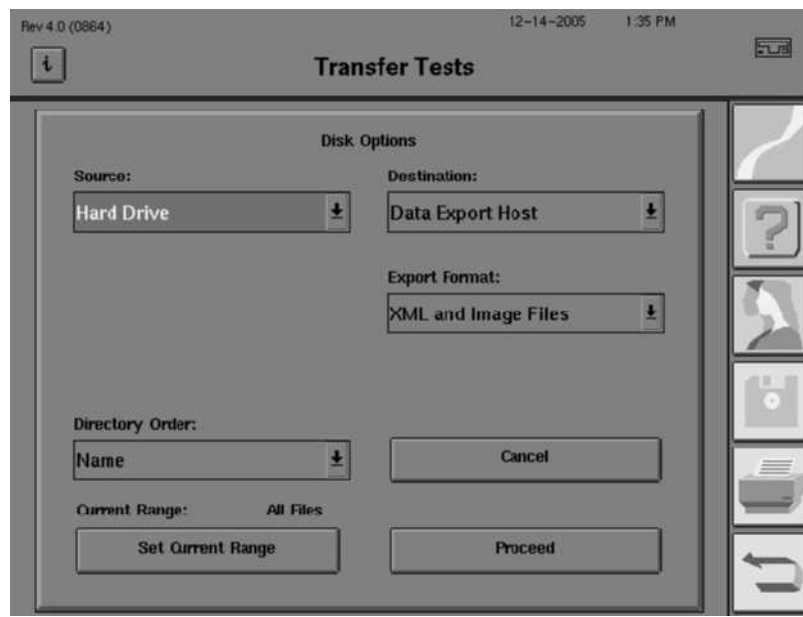 Rev 4.0 (0864)
12-14-2005 1:35 PM
i
Transfer Tests
Disk Options
Source:
Destination:
Hard Drive
Data Export Host
Export Format:
XML and Image Files
Directory Order:
Name
Cancel
Current Range: All Files
Set Current Range
Proceed
?